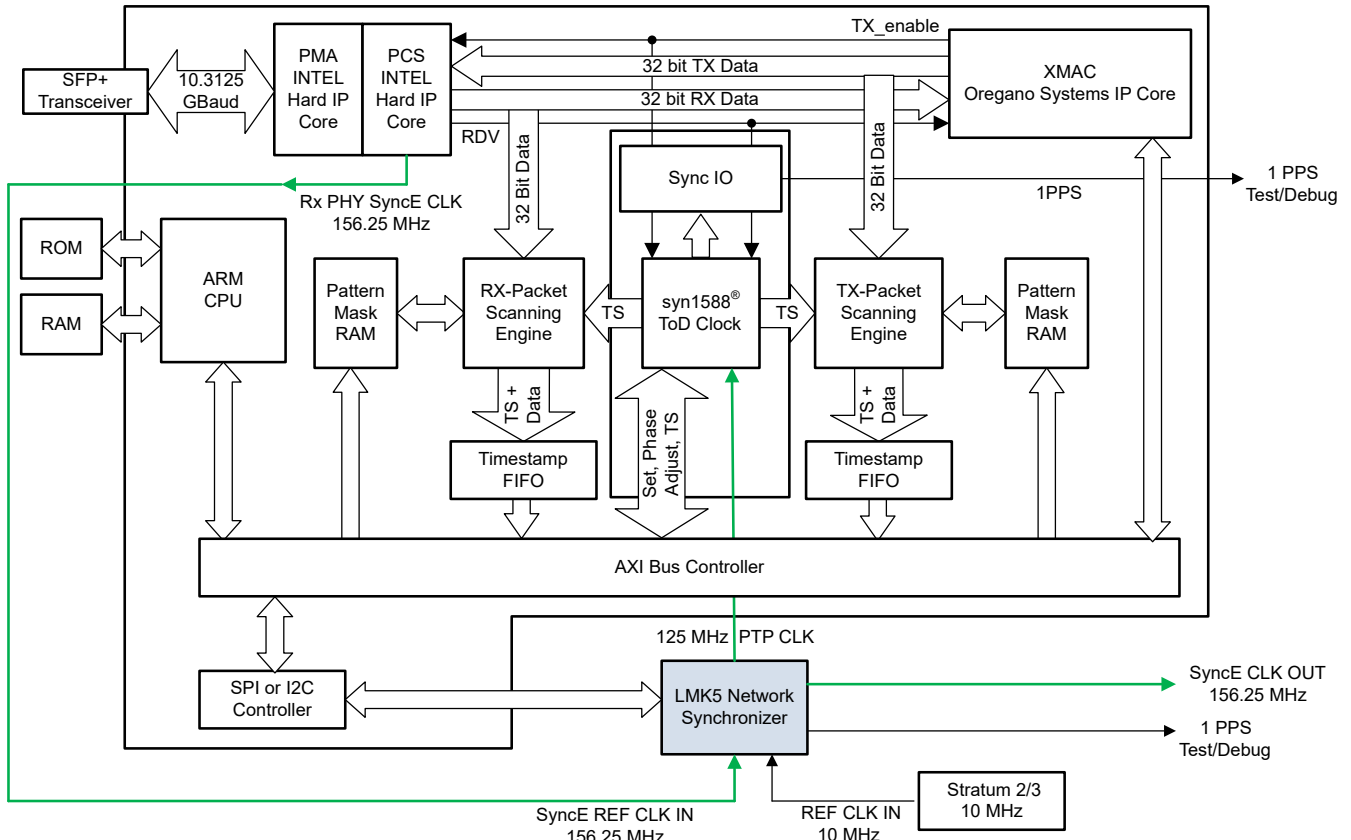 TX_enable
PMA
INTEL
Hard IP
Core
PCS
INTEL
Hard IP
Core
XMAC
Oregano Systems IP Core
SFP+
Transceiver
10.3125
GBaud
32 bit TX Data
32 bit RX Data
RDV
32 Bit Data
Sync IO
32 Bit Data
1PPS
1 PPS
Test/Debug
Rx PHY SyncE CLK
156.25 MHz
ROM
RAM
ARM
CPU
Pattern
Mask
RAM
RX-Packet
Scanning
Engine
TS
syn1588®
ToD Clock
TS
TX-Packet
Scanning
Engine
Pattern
Mask
RAM
TS +
Data
Set, Phase
Adjust, TS
TS +
Data
Timestamp
FIFO
Timestamp
FIFO
AXI Bus Controller
125 MHz PTP CLK
SPI or I2C
Controller
LMK5 Network
Synchronizer
SyncE CLK OUT
156.25 MHz
1 PPS
Test/Debug
Stratum 2/3
10 MHz
SyncE REF CLK IN
156.25 MHz
REF CLK IN
10 MHz